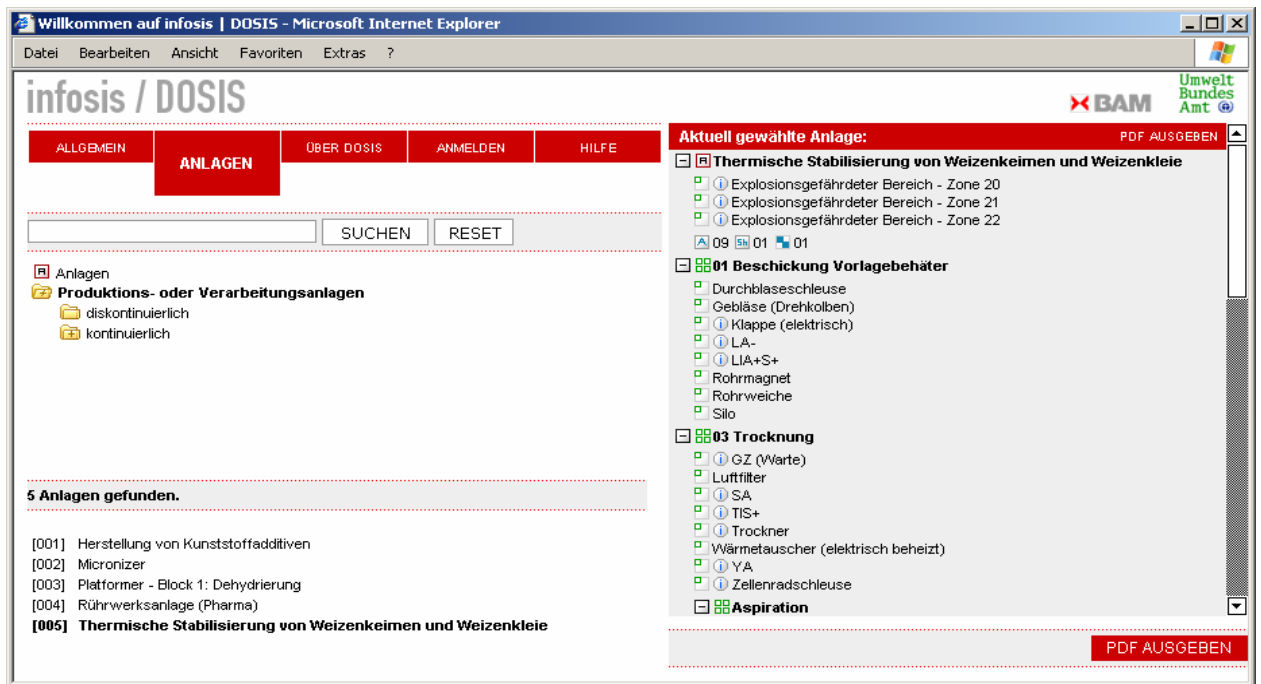 Willkommen auf infosis | DOSIS - Microsoft Internet Explorer
Datei Bearbeiten Ansicht Favoriten Extras ?
infosis / DOSIS
BAM
Umwelt
Bundes
Amt
ALLGEMEIN ANLAGEN ÜBER DOSIS ANMELDEN HILFE
SUCHEN RESET
Anlagen
Produktions- oder Verarbeitungsanlagen
diskontinuierlich
kontinuierlich
5 Anlagen gefunden.
[001] Herstellung von Kunststoffadditiven
[002] Micronizer
[003] Platformer - Block 1: Dehydrierung
[004] Rührwerksanlage (Pharma)
[005] Thermische Stabilisierung von Weizenkeimen und Weizenkleie
Aktuell gewählte Anlage: PDF AUSGEBEN
Thermische Stabilisierung von Weizenkeimen und Weizenkleie
Explosionsgefährdeter Bereich - Zone 20
Explosionsgefährdeter Bereich - Zone 21
Explosionsgefährdeter Bereich - Zone 22
A 09 Sh 01 01
01 Beschickung Vorlagebehäter
Durchblaseschleuse
Gebläse (Drehkolben)
Klappe (elektrisch)
LA-
LIA+S+
Rohrmagnet
Rohrweiche
Silo
03 Trocknung
GZ (Warte)
Luftfilter
SA
TIS+
Trockner
Wärmetauscher (elektrisch beheizt)
YA
Zellenradschleuse
Aspiration
PDF AUSGEBEN